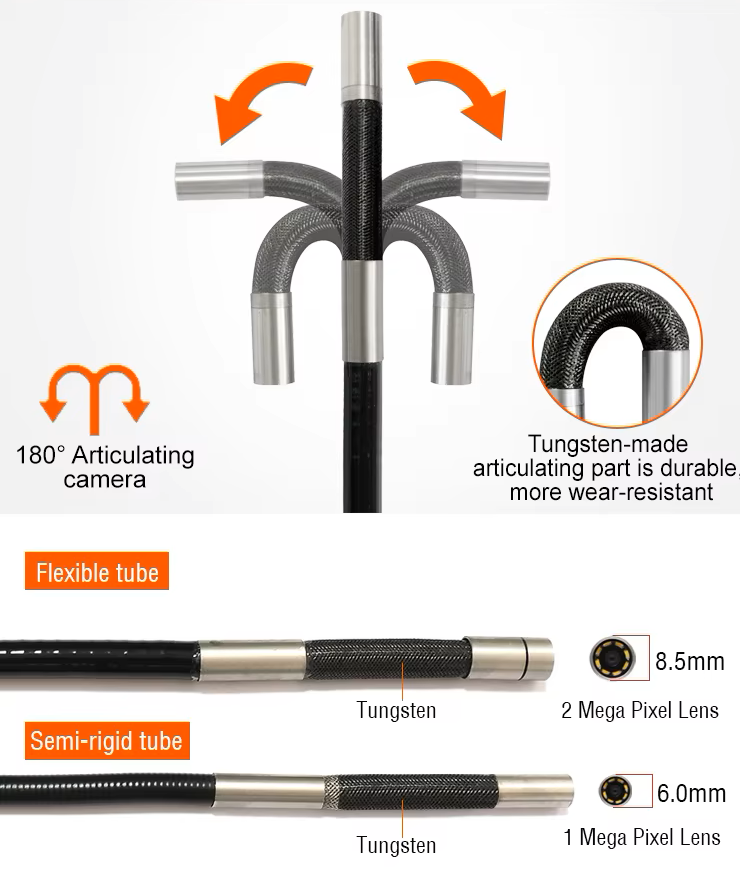 180° Articulating
camera
Tungsten-made
articulating part is durable,
more wear-resistant
Flexible tube
Tungsten
8.5mm
2 Mega Pixel Lens
Semi-rigid tube
Tungsten
6.0mm
1 Mega Pixel Lens